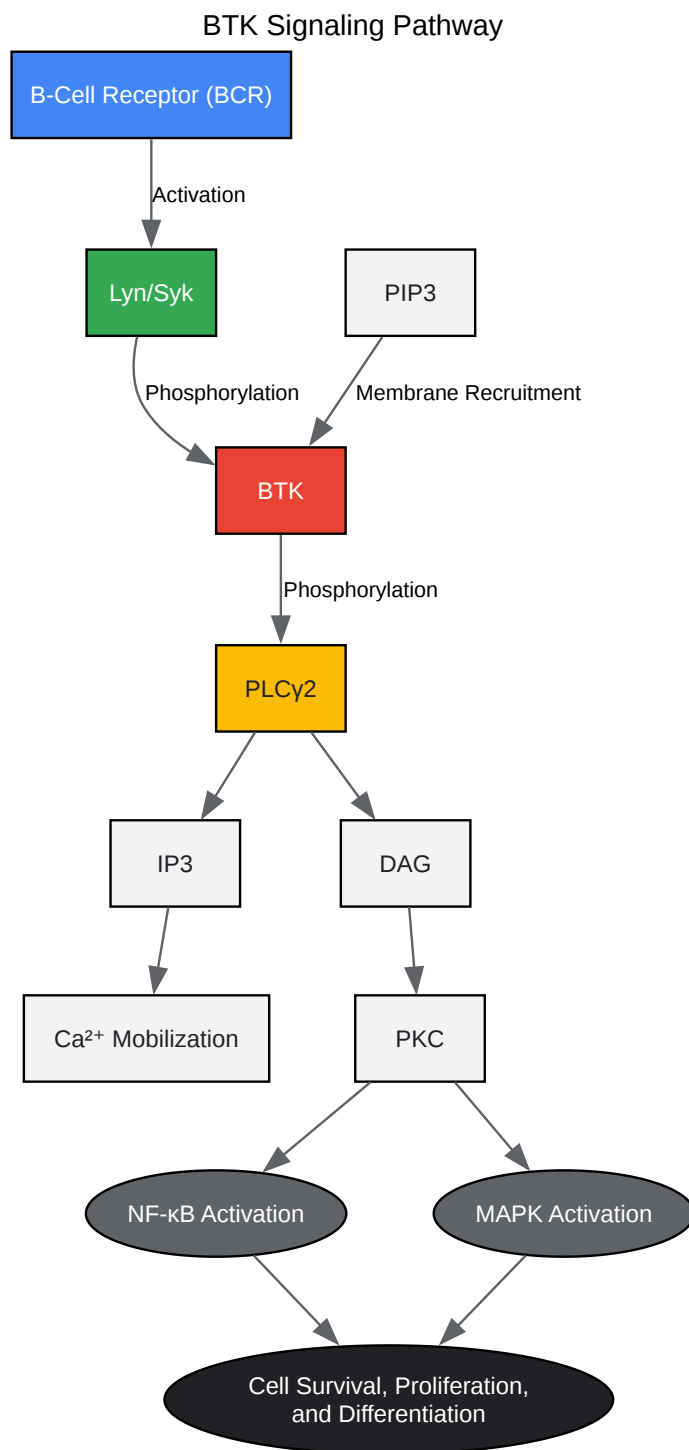 BTK Signaling Pathway
B-Cell Receptor (BCR)
Activation
Lyn/Syk
PIP3
Phosphorylation
Membrane Recruitment
BTK
Phosphorylation
PLCγ2
IP3
DAG
Ca²⁺ Mobilization
PKC
NF-κB Activation
MAPK Activation
Cell Survival, Proliferation,
and Differentiation